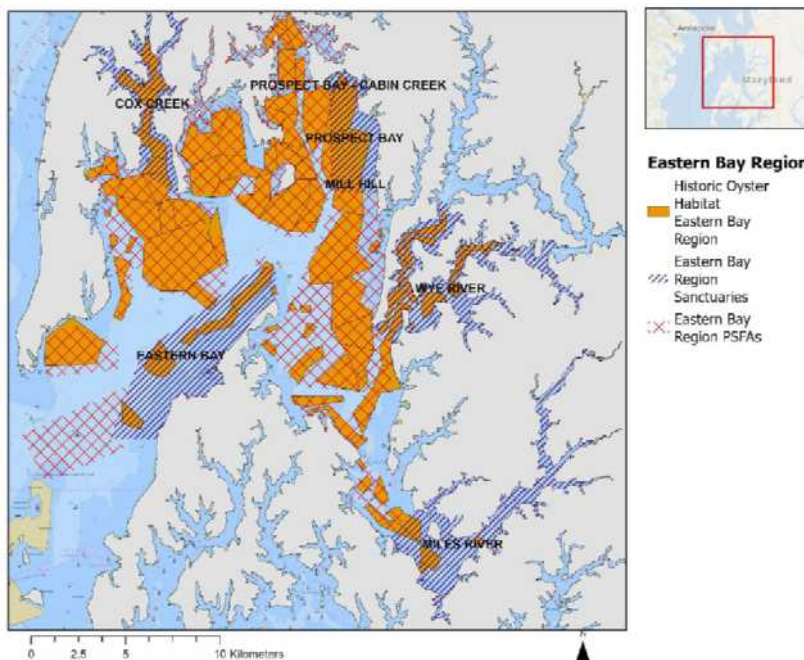 COX CREEK
PROSPECT BAY - CABIN CREEK
PROSPECT BAY
MILL HILL
WYE RIVER
EASTERN BAY
MILES RIVER
0 2.5 5 10 Kilometers
N
Annapolis
Maryland
Eastern Bay Region
Historic Oyster
Habitat
Eastern Bay
Region
Eastern Bay
Region
Sanctuaries
Eastern Bay
Region PSFAs